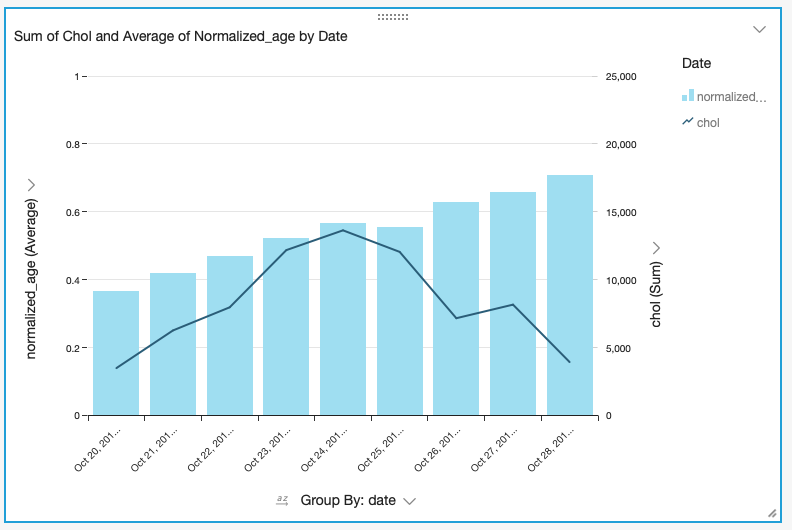 Sum of Chol and Average of Normalized_age by Date
Date
normalized...
chol
1
0.8
0.6
0.4
0.2
0
normalized_age (Average)
25,000
20,000
15,000
10,000
5,000
0
chol (Sum)
Oct 20, 201...
Oct 21, 201...
Oct 22, 201...
Oct 23, 201...
Oct 24, 201...
Oct 25, 201...
Oct 26, 201...
Oct 27, 201...
Oct 28, 201...
az
Group By: date